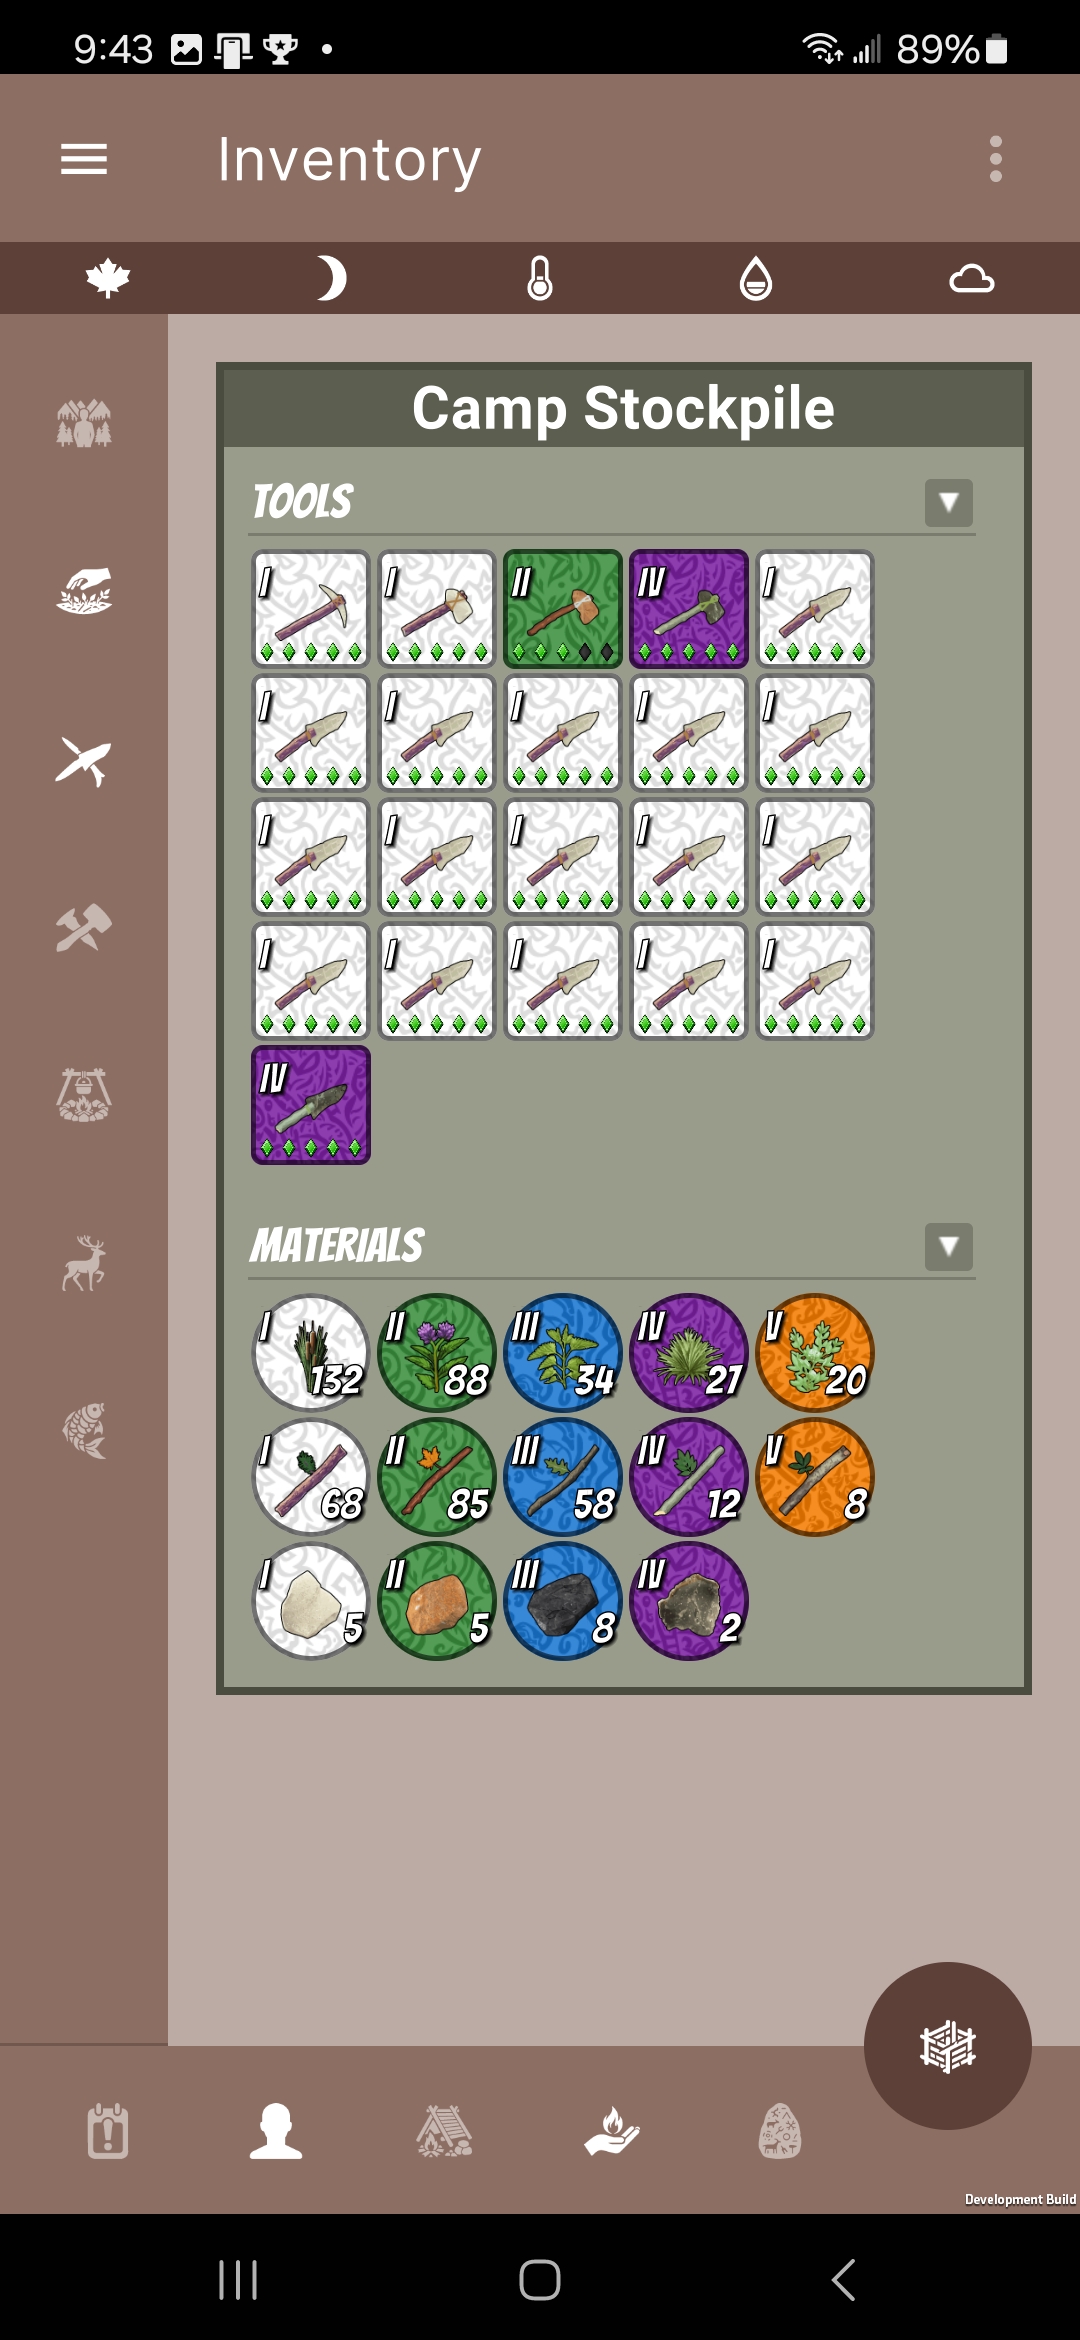 9:43 89%
Inventory
Camp Stockpile
TOOLS
I I II IV I
I I I I I
I I I I I
I I I I I
IV
MATERIALS
I 132 II 88 III 34 IV 27 V 20
I 68 II 85 III 58 IV 12 V 8
I 5 II 5 III 8 IV 2
Development Build